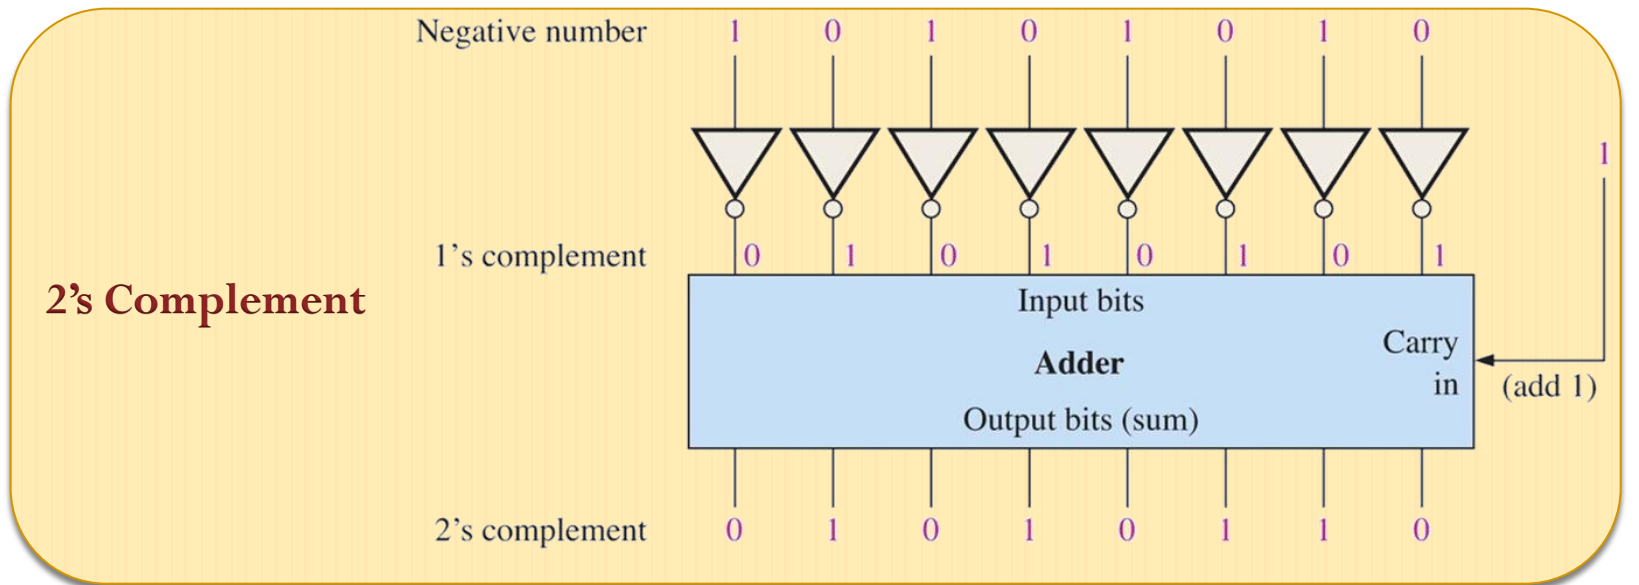 Negative number 1 0 1 0 1 0 1 0
1
1's complement 0 1 0 1 0 1 0 1
2's Complement
Input bits
Adder
Carry
in
(add 1)
Output bits (sum)
2's complement 0 1 0 1 0 1 1 0